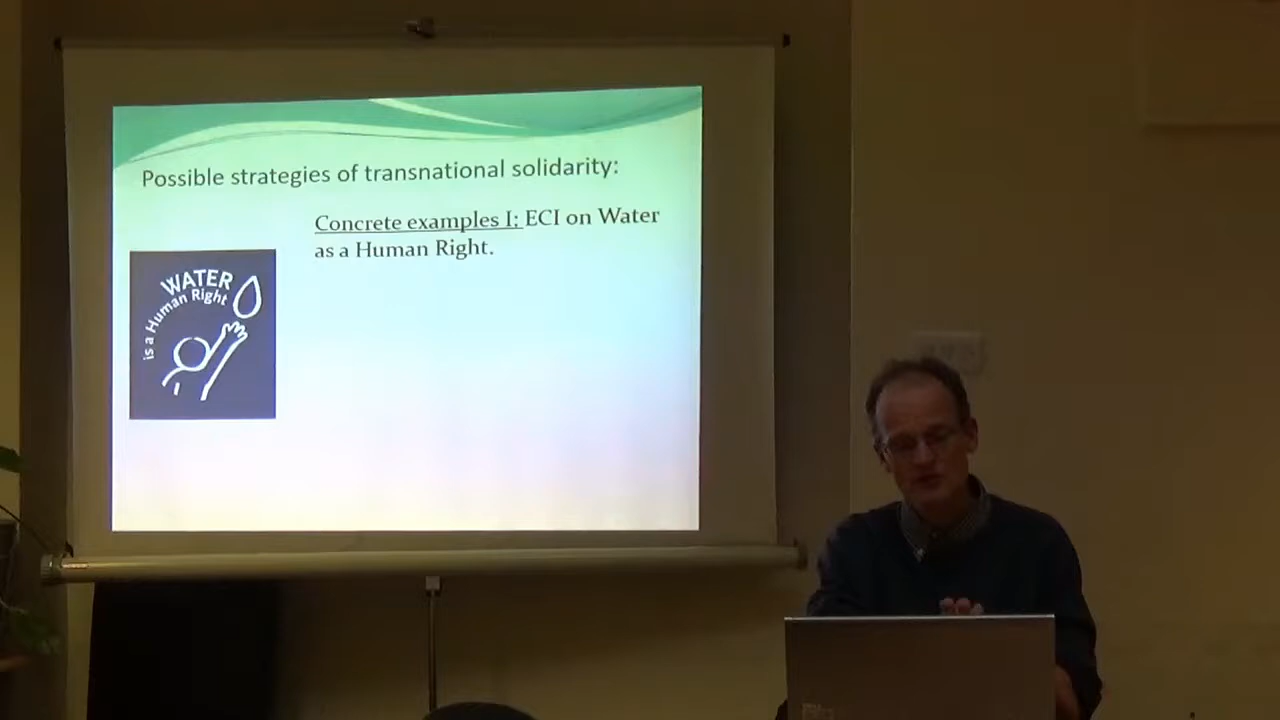 Possible strategies of transnational solidarity:
Concrete examples I: ECI on Water
as a Human Right.
WATER
is a Human Right